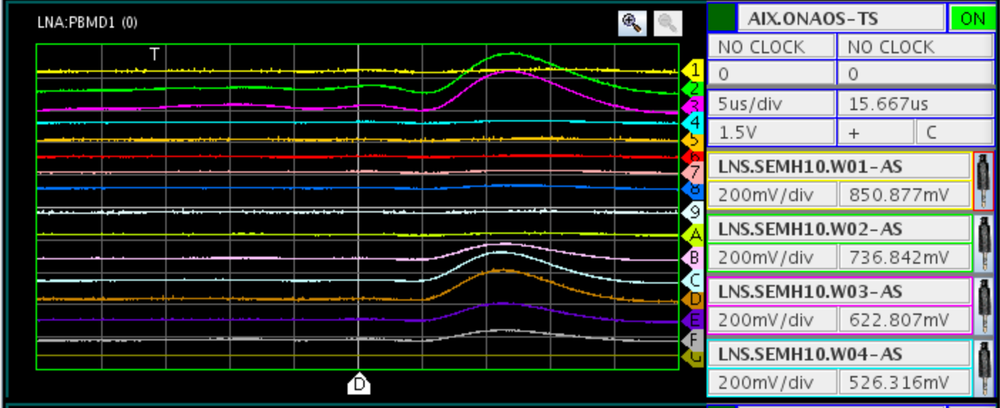 LNA:PBMD1 (0)
T
1
2
3
4
5
6
7
8
9
A
B
C
D
E
F
G
D
AIX.ONAOS-TS ON
NO CLOCK NO CLOCK
0 0
5us/div 15.667us
1.5V + C
LNS.SEMH10.W01-AS
200mV/div 850.877mV
LNS.SEMH10.W02-AS
200mV/div 736.842mV
LNS.SEMH10.W03-AS
200mV/div 622.807mV
LNS.SEMH10.W04-AS
200mV/div 526.316mV